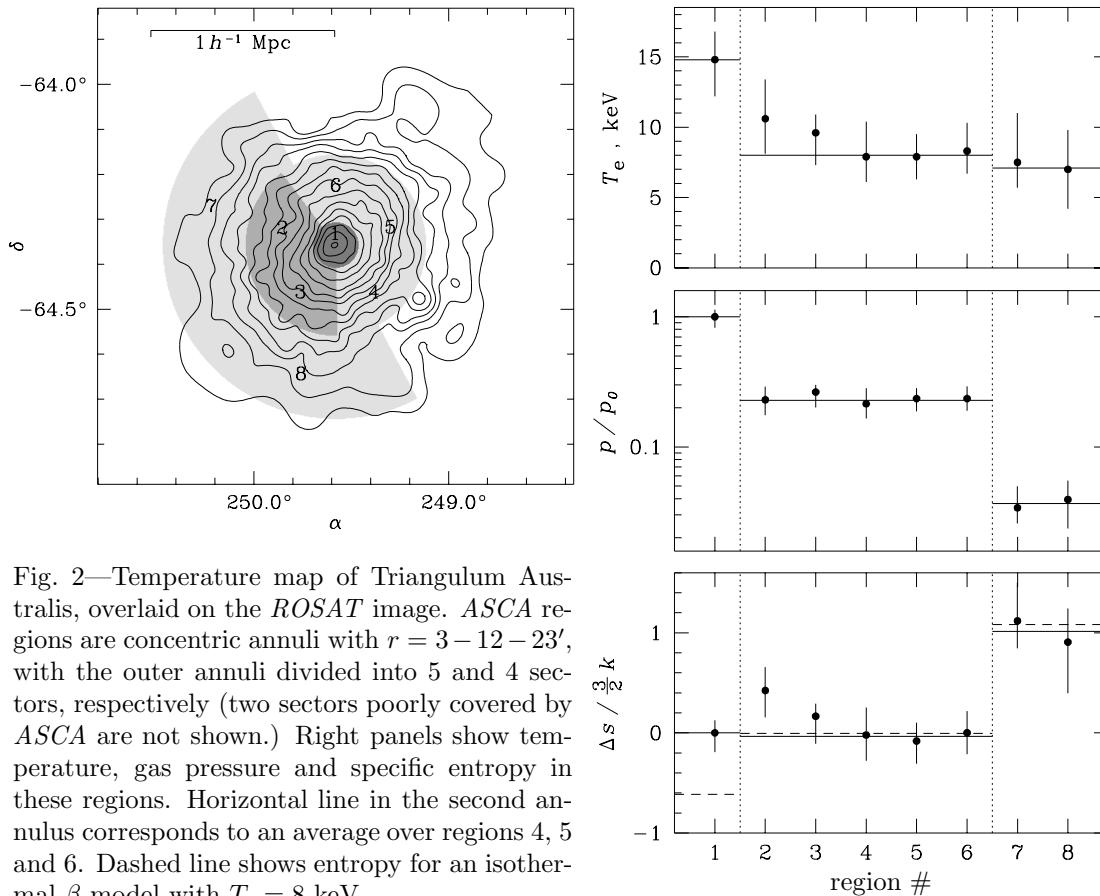 1 h⁻¹ Mpc
−64.0°
−64.5°
δ
250.0°
249.0°
α
1
2
3
4
5
6
7
8
T_e , keV
15
10
5
0
p / p₀
1
0.1
Δs / 3/2 k
1
0
−1
1 2 3 4 5 6 7 8
region #
Fig. 2—Temperature map of Triangulum Aus-
tralis, overlaid on the ROSAT image. ASCA re-
gions are concentric annuli with r = 3 − 12 − 23′,
with the outer annuli divided into 5 and 4 sec-
tors, respectively (two sectors poorly covered by
ASCA are not shown.) Right panels show tem-
perature, gas pressure and specific entropy in
these regions. Horizontal line in the second an-
nulus corresponds to an average over regions 4, 5
and 6. Dashed line shows entropy for an isother-
mal β model with T = 8 keV